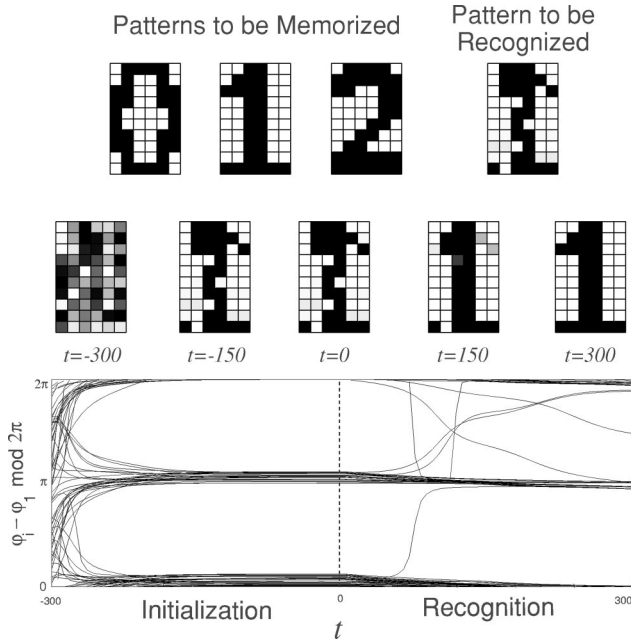 Patterns to be Memorized
Pattern to be
Recognized
t=-300
t=-150
t=0
t=150
t=300
2π
π
0
φi − φ1 mod 2π
-300
0
300
Initialization
Recognition
t